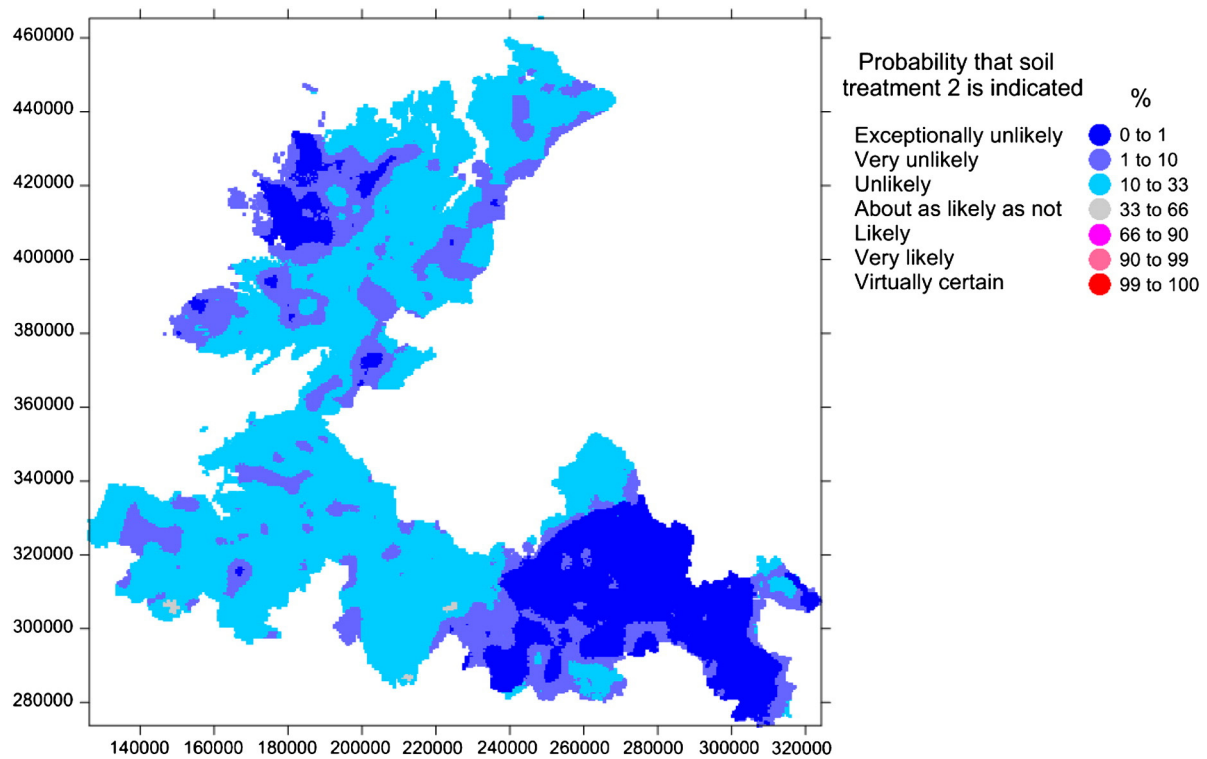 460000
440000
420000
400000
380000
360000
340000
320000
300000
280000
140000 160000 180000 200000 220000 240000 260000 280000 300000 320000
Probability that soil
treatment 2 is indicated
%
Exceptionally unlikely 0 to 1
Very unlikely 1 to 10
Unlikely 10 to 33
About as likely as not 33 to 66
Likely 66 to 90
Very likely 90 to 99
Virtually certain 99 to 100